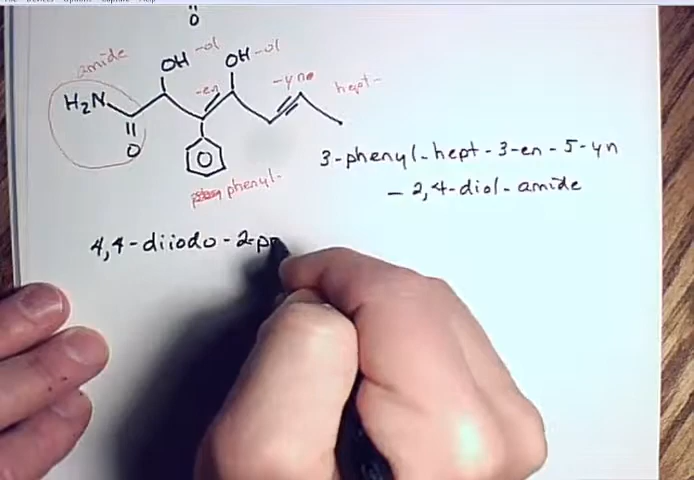 O
amide
OH -ol
OH -ol
-en
-yne
hept-
H₂N
O
phenyl-
3-phenyl-hept-3-en-5-yn
- 2,4-diol-amide
4,4-diiodo-2-p